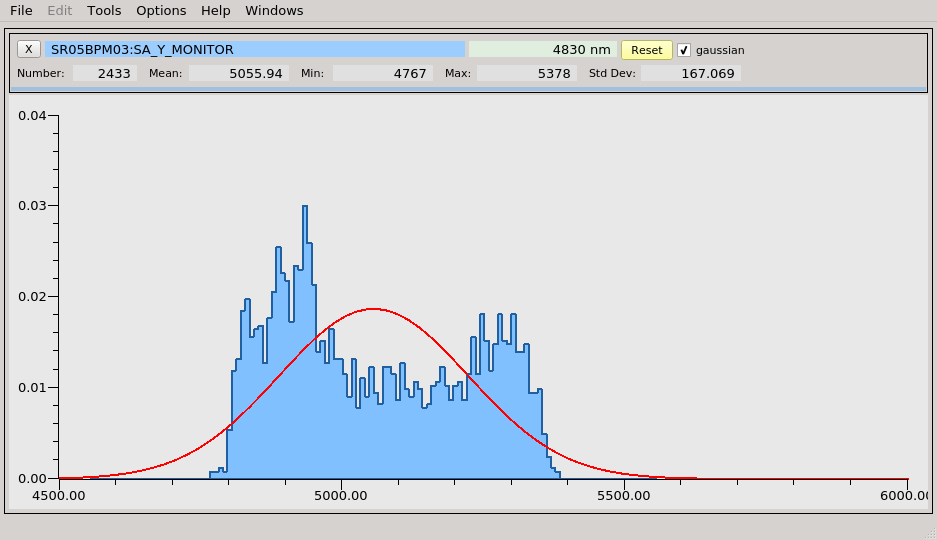 File Edit Tools Options Help Windows
X SR05BPM03:SA_Y_MONITOR 4830 nm Reset gaussian
Number: 2433 Mean: 5055.94 Min: 4767 Max: 5378 Std Dev: 167.069
0.04
0.03
0.02
0.01
0.00
4500.00 5000.00 5500.00 6000.0